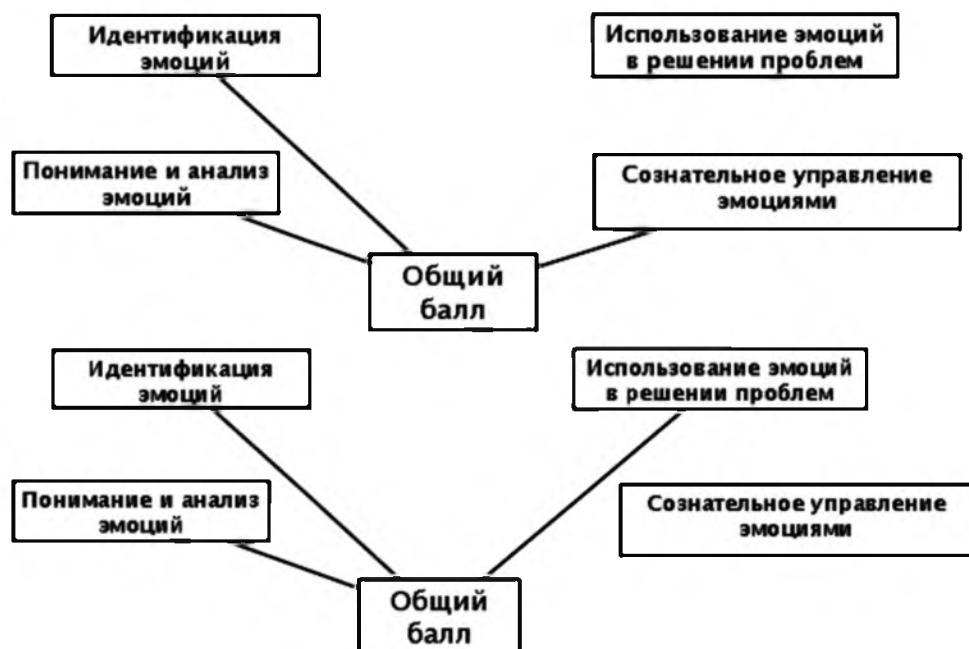 Идентификация
эмоций
Использование эмоций
в решении проблем
Понимание и анализ
эмоций
Сознательное управление
эмоциями
Общий
балл
Идентификация
эмоций
Использование эмоций
в решении проблем
Понимание и анализ
эмоций
Сознательное управление
эмоциями
Общий
балл